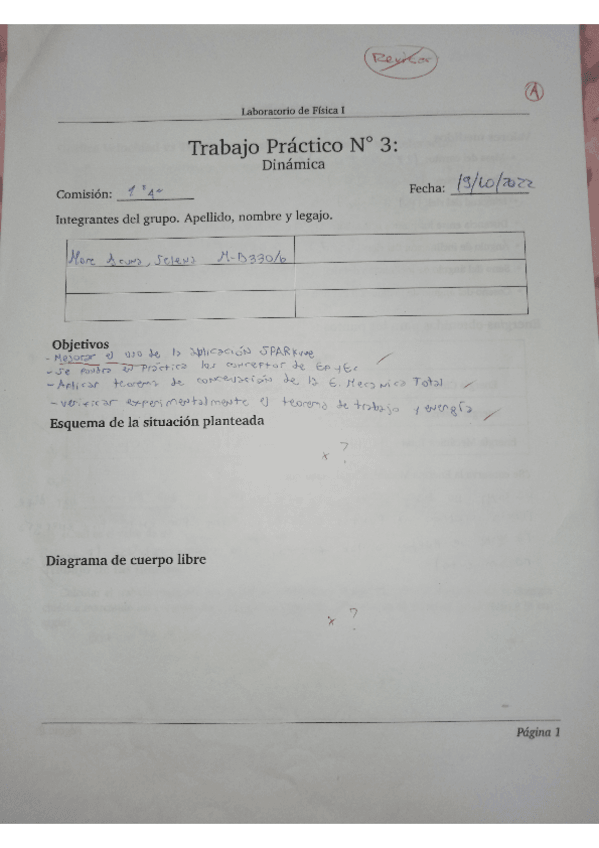 Revisar
A
Laboratorio de Física I
Trabajo Práctico N° 3:
Dinámica
Comisión: 1°4°
Fecha: 19/10/2022
Integrantes del grupo. Apellido, nombre y legajo.
More
Objetivos
- Mejorar el uso de la aplicación SPARKvue
- Se pondra en Práctica los conceptos de Ep y Ec
- Aplicar teorema de conservación de la E. Mecanica Total
- verificar experimentalmente el teorema de trabajo y energía
Esquema de la situación planteada
x ?
Diagrama de cuerpo libre
x ?
Página 1